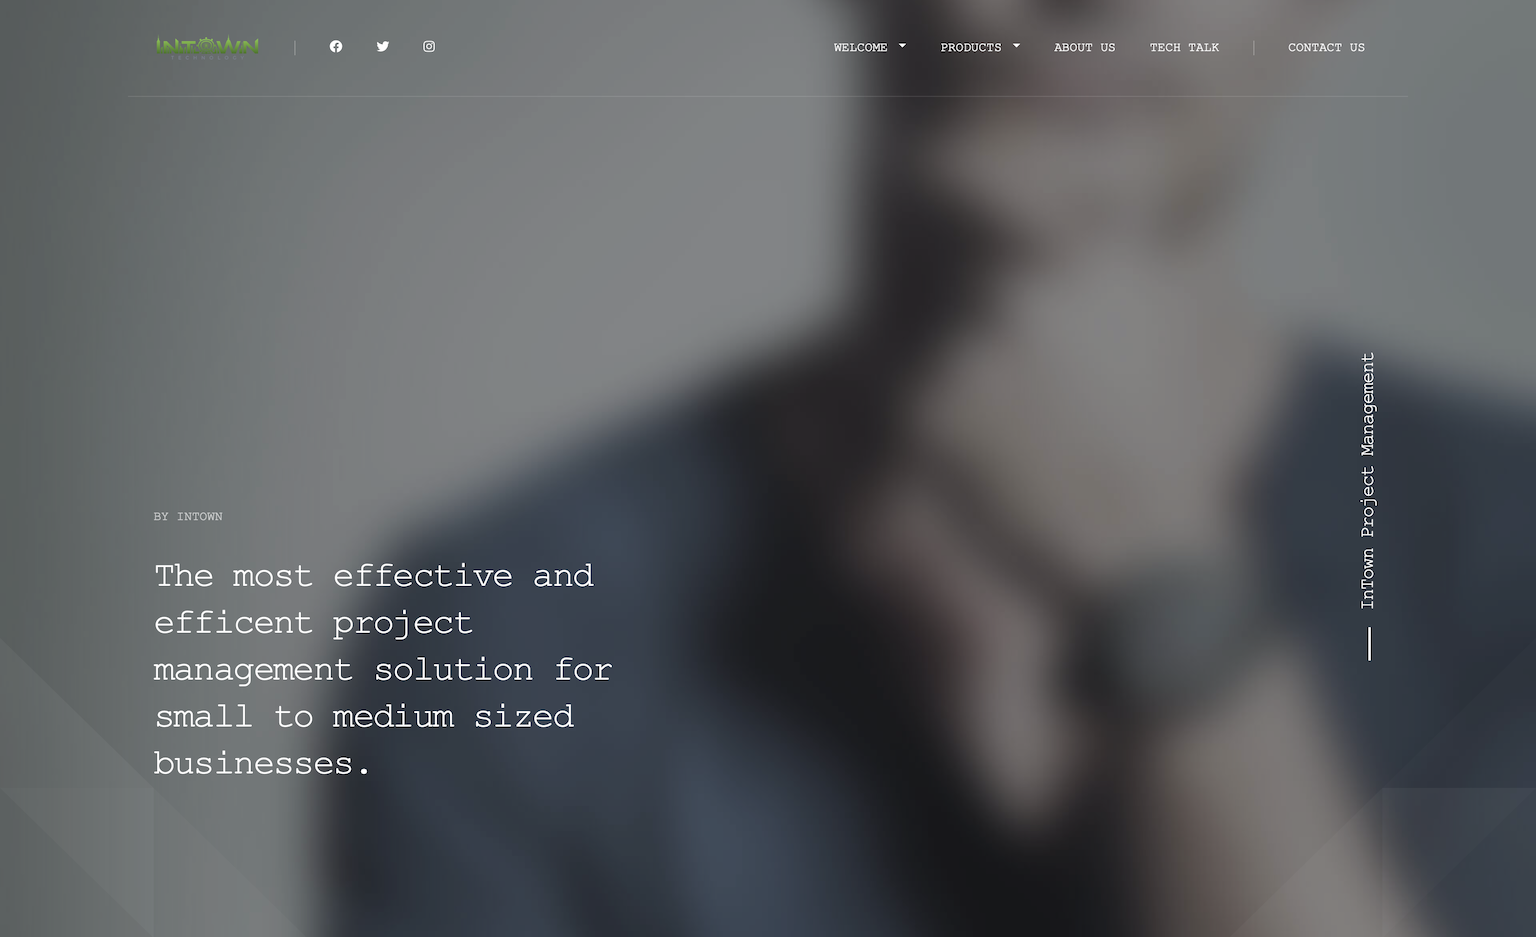 INTOWN
TECHNOLOGY
WELCOME
PRODUCTS
ABOUT US
TECH TALK
CONTACT US
InTown Project Management
BY INTOWN
The most effective and
efficent project
management solution for
small to medium sized
businesses.